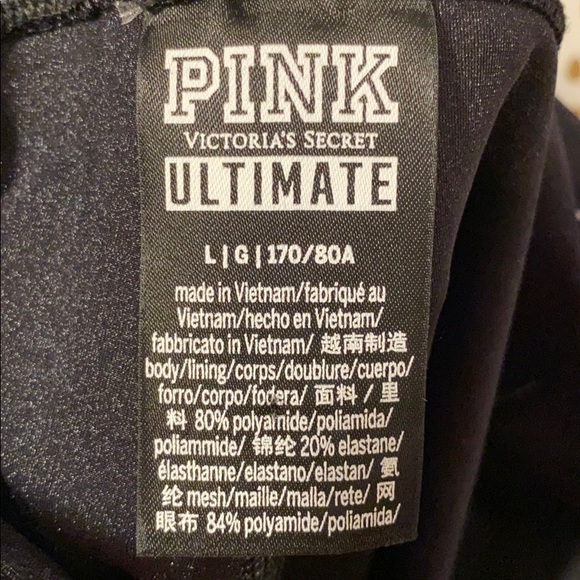 PINK
VICTORIA'S SECRET
ULTIMATE
L | G | 170/80A
made in Vietnam/fabriqué au
Vietnam/hecho en Vietnam/
fabbricato in Vietnam/ 越南制造
body/lining/corps/doublure/cuerpo/
forro/corpo/fodera/ 面料 / 里
料 80% polyamide/poliamida/
poliammide/ 锦纶 20% elastane/
élasthanne/elastano/elastan/ 氨
纶 mesh/maille/malla/rete/ 网
眼布 84% polyamide/poliamida/